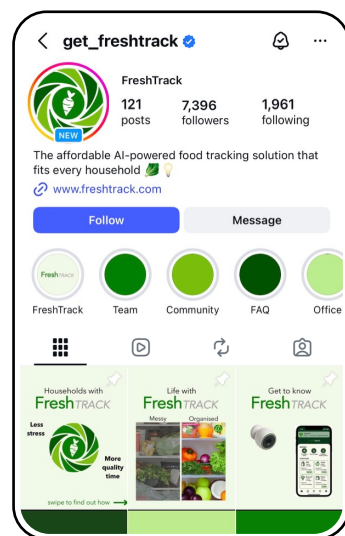 get_freshtrack
FreshTrack
121 7,396 1,961
posts followers following
NEW
The affordable AI-powered food tracking solution that
fits every household
www.freshtrack.com
Follow Message
FreshTRACK
FreshTrack Team Community FAQ Office
Households with
FreshTRACK
Less
stress
More
quality
time
swipe to find out how
Life with
FreshTRACK
Messy Organised
Get to know
FreshTRACK